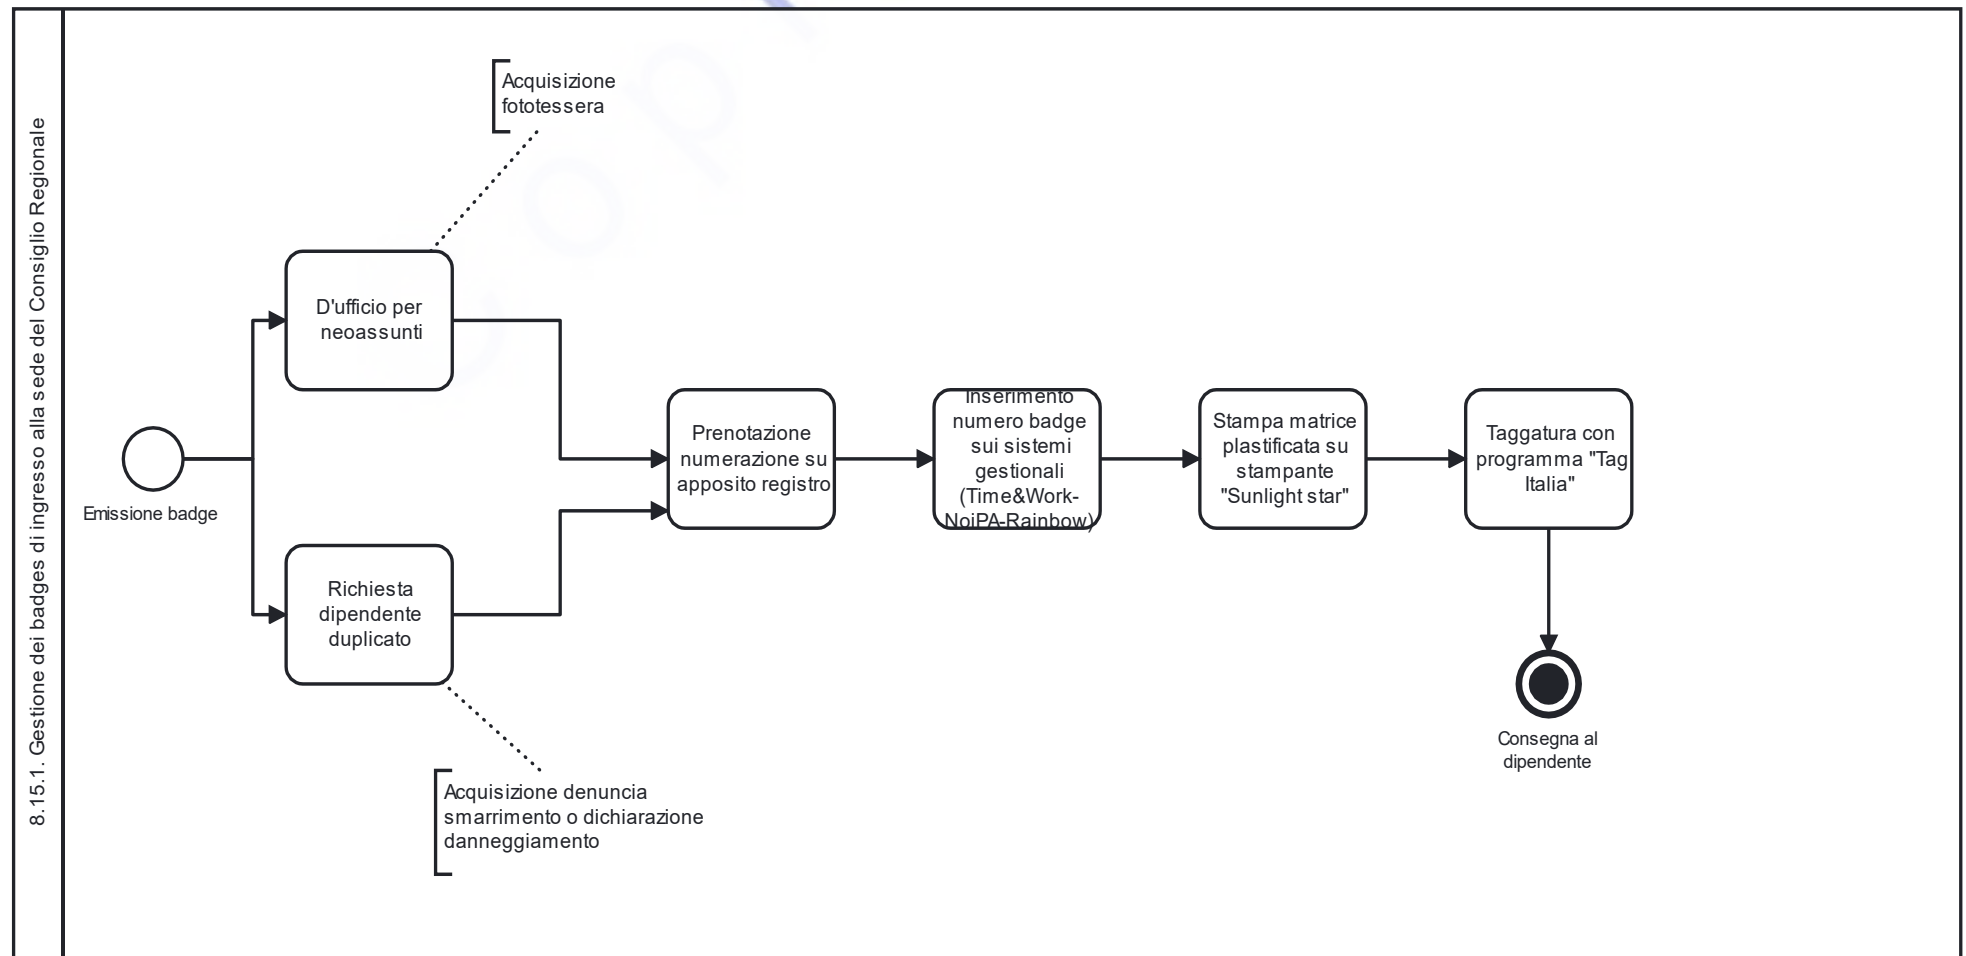 8.15.1. Gestione dei badges di ingresso alla sede del Consiglio Regionale
Acquisizione
fototessera
D'ufficio per
neoassunti
Emissione badge
Richiesta
dipendente
duplicato
Acquisizione denuncia
smarrimento o dichiarazione
danneggiamento
Prenotazione
numerazione su
apposito registro
Inserimento
numero badge
sui sistemi
gestionali
(Time&Work-
NoiPA-Rainbow)
Stampa matrice
plastificata su
stampante
"Sunlight star"
Taggatura con
programma "Tag
Italia"
Consegna al
dipendente